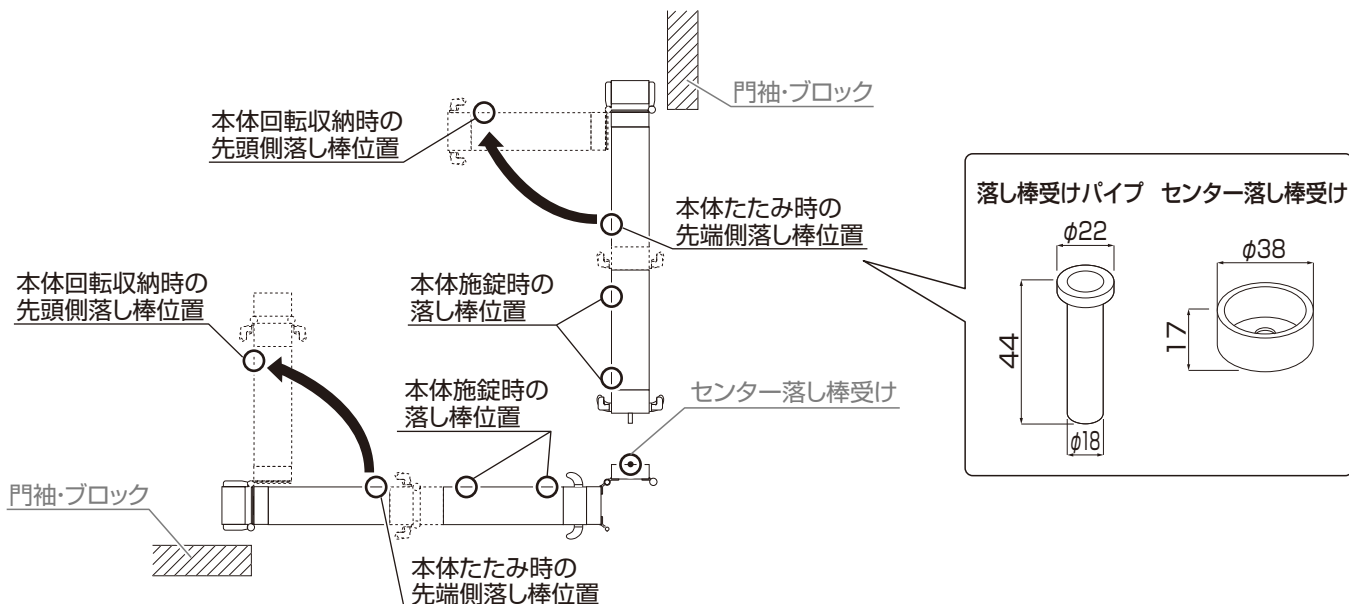 門袖・ブロック
本体回転収納時の
先頭側落し棒位置
本体たたみ時の
先端側落し棒位置
落し棒受けパイプ
センター落し棒受け
φ22
φ38
44
17
φ18
本体回転収納時の
先頭側落し棒位置
本体施錠時の
落し棒位置
本体施錠時の
落し棒位置
センター落し棒受け
門袖・ブロック
本体たたみ時の
先端側落し棒位置